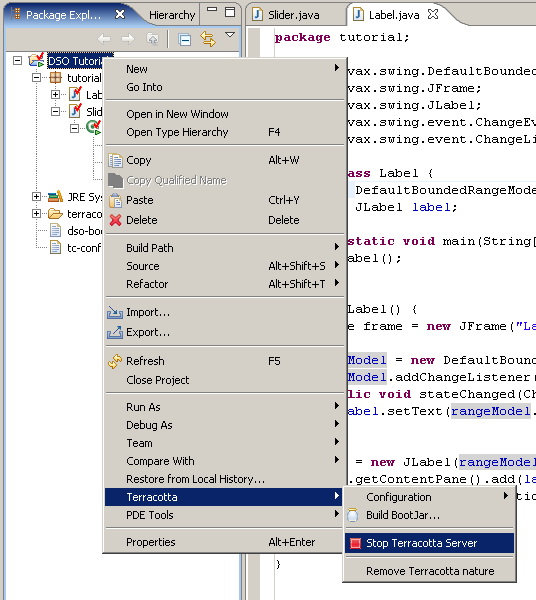 Package Expl...
Hierarchy
Slider.java
Label.java
DSO Tutorial
tutorial
La
Slid
JRE Sys
terraco
dso-boo
tc-conf
New
Go Into
Open in New Window
Open Type Hierarchy F4
Copy Alt+W
Copy Qualified Name
Paste Ctrl+Y
Delete Delete
Build Path
Source Alt+Shift+S
Refactor Alt+Shift+T
Import...
Export...
Refresh F5
Close Project
Run As
Debug As
Team
Compare With
Restore from Local History...
Terracotta
PDE Tools
Properties Alt+Enter
Configuration
Build BootJar...
Stop Terracotta Server
Remove Terracotta nature
package tutorial;
vax.swing.DefaultBounded
vax.swing.JFrame;
vax.swing.JLabel;
vax.swing.event.ChangeEv
vax.swing.event.ChangeLi
ass Label {
DefaultBoundedRangeMode
JLabel label;
static void main(String[
abel();
Label() {
e frame = new JFrame("La
Model = new DefaultBound
Model.addChangeListener(
lic void stateChanged(Ch
abel.setText(rangeModel.
= new JLabel(rangeModel
.getContentPane().add(la
}